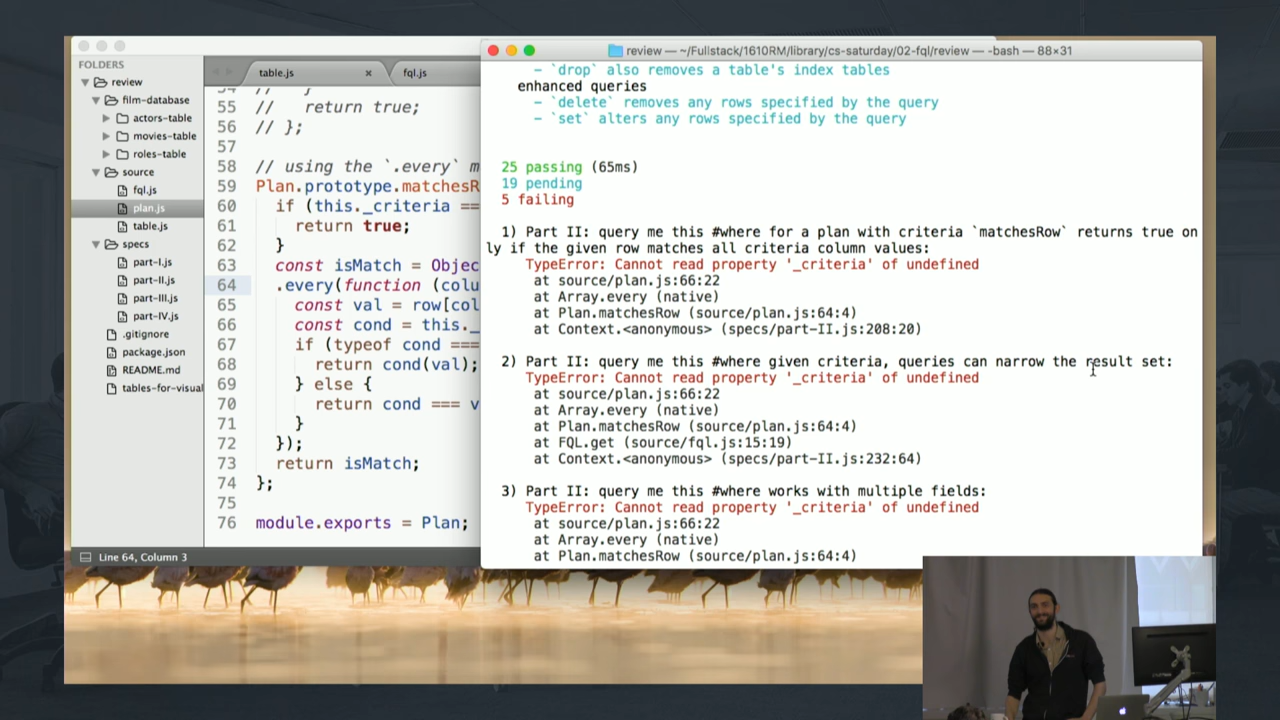 FOLDERS
review
film-database
actors-table
movies-table
roles-table
source
fql.js
plan.js
table.js
specs
part-I.js
part-II.js
part-III.js
part-IV.js
.gitignore
package.json
README.md
tables-for-visual
table.js × fql.js
54 // }
55 // return true;
56 // };
57
58 // using the `.every` m
59 Plan.prototype.matchesR
60 if (this._criteria ==
61 return true;
62 }
63 const isMatch = Objec
64 .every(function (colu
65 const val = row[col
66 const cond = this._
67 if (typeof cond ===
68 return cond(val);
69 } else {
70 return cond === v
71 }
72 });
73 return isMatch;
74 };
75
76 module.exports = Plan;
Line 64, Column 3
review — ~/Fullstack/1610RM/library/cs-saturday/02-fql/review — -bash — 88×31
- `drop` also removes a table's index tables
enhanced queries
- `delete` removes any rows specified by the query
- `set` alters any rows specified by the query
25 passing (65ms)
19 pending
5 failing
1) Part II: query me this #where for a plan with criteria `matchesRow` returns true on
ly if the given row matches all criteria column values:
TypeError: Cannot read property '_criteria' of undefined
at source/plan.js:66:22
at Array.every (native)
at Plan.matchesRow (source/plan.js:64:4)
at Context.<anonymous> (specs/part-II.js:208:20)
2) Part II: query me this #where given criteria, queries can narrow the result set:
TypeError: Cannot read property '_criteria' of undefined
at source/plan.js:66:22
at Array.every (native)
at Plan.matchesRow (source/plan.js:64:4)
at FQL.get (source/fql.js:15:19)
at Context.<anonymous> (specs/part-II.js:232:64)
3) Part II: query me this #where works with multiple fields:
TypeError: Cannot read property '_criteria' of undefined
at source/plan.js:66:22
at Array.every (native)
at Plan.matchesRow (source/plan.js:64:4)